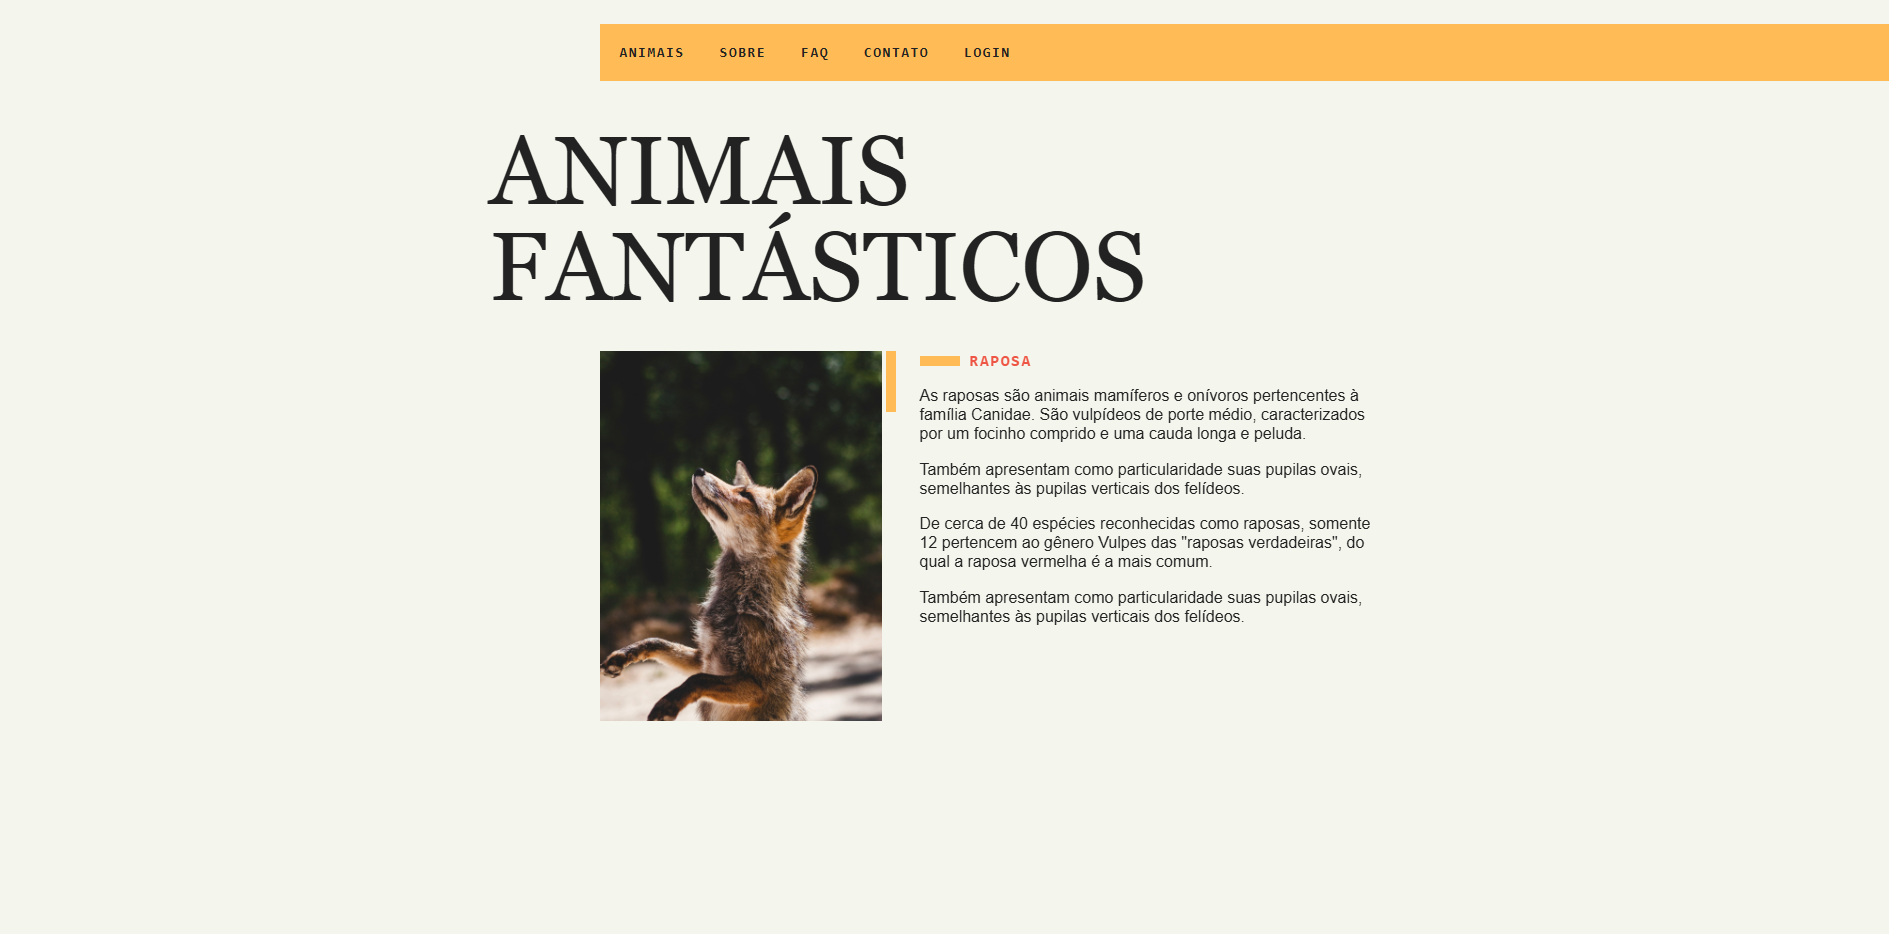 ANIMAIS SOBRE FAQ CONTATO LOGIN
ANIMAIS
FANTÁSTICOS
RAPOSA
As raposas são animais mamíferos e onívoros pertencentes à
família Canidae. São vulpídeos de porte médio, caracterizados
por um focinho comprido e uma cauda longa e peluda.
Também apresentam como particularidade suas pupilas ovais,
semelhantes às pupilas verticais dos felídeos.
De cerca de 40 espécies reconhecidas como raposas, somente
12 pertencem ao gênero Vulpes das "raposas verdadeiras", do
qual a raposa vermelha é a mais comum.
Também apresentam como particularidade suas pupilas ovais,
semelhantes às pupilas verticais dos felídeos.